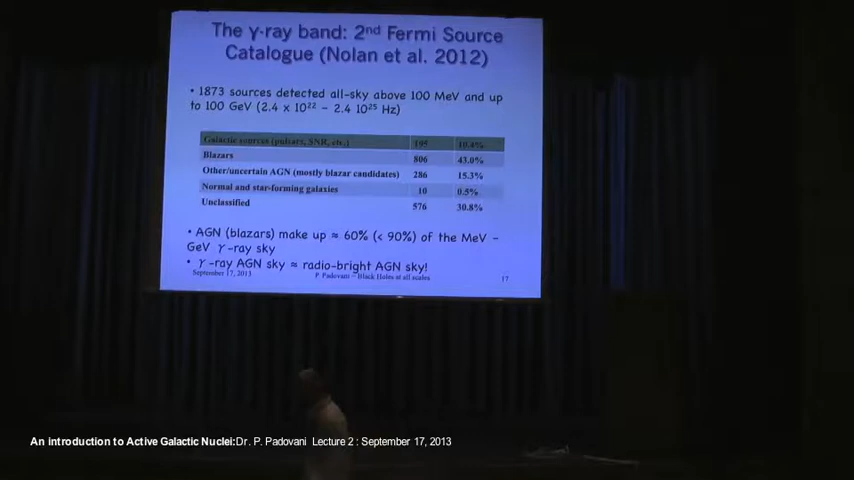 The γ-ray band: 2nd Fermi Source
Catalogue (Nolan et al. 2012)
• 1873 sources detected all-sky above 100 MeV and up
to 100 GeV (2.4 x 10²² – 2.4 10²⁵ Hz)
Galactic sources (pulsars, SNR, etc.) 195 10.4%
Blazars 806 43.0%
Other/uncertain AGN (mostly blazar candidates) 286 15.3%
Normal and star-forming galaxies 10 0.5%
Unclassified 576 30.8%
• AGN (blazars) make up ≈ 60% (< 90%) of the MeV –
GeV γ-ray sky
• γ-ray AGN sky ≈ radio-bright AGN sky!
September 17, 2013 P. Padovani – Black Holes at all scales 17
An introduction to Active Galactic Nuclei:Dr. P. Padovani Lecture 2 : September 17, 2013